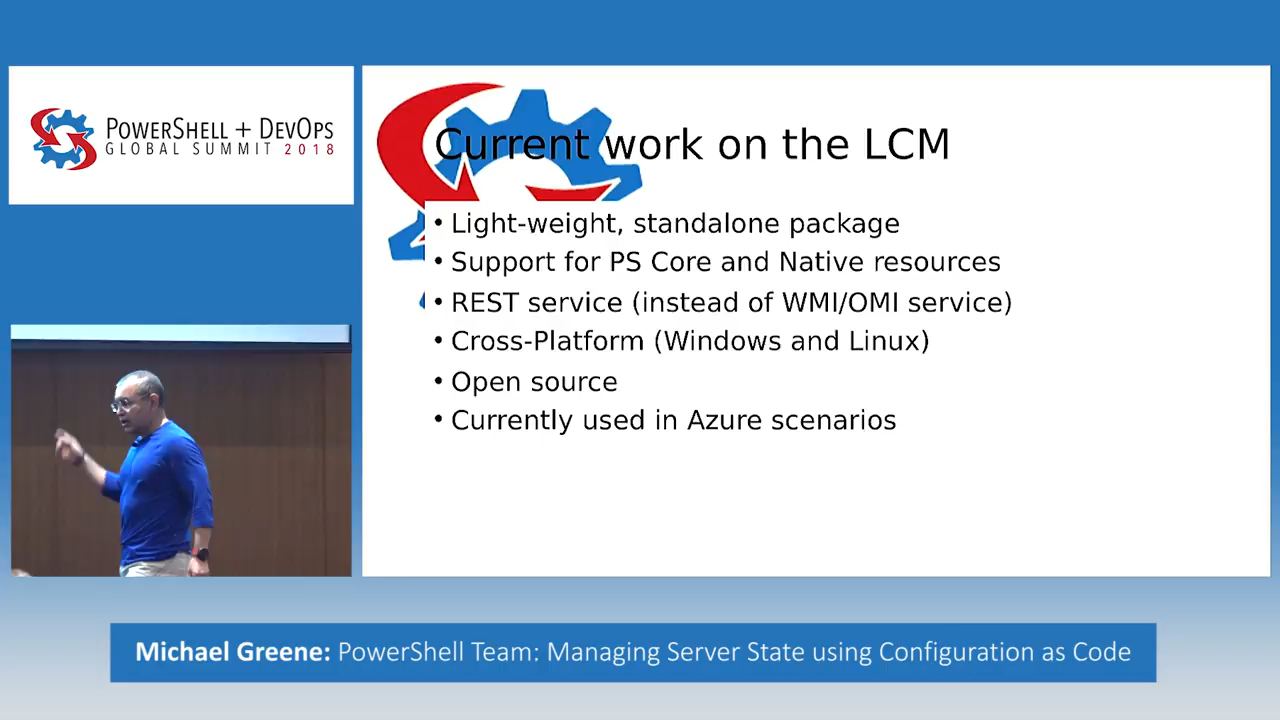 POWERSHELL + DEVOPS
GLOBAL SUMMIT 2018
Current work on the LCM
• Light-weight, standalone package
• Support for PS Core and Native resources
• REST service (instead of WMI/OMI service)
• Cross-Platform (Windows and Linux)
• Open source
• Currently used in Azure scenarios
Michael Greene: PowerShell Team: Managing Server State using Configuration as Code